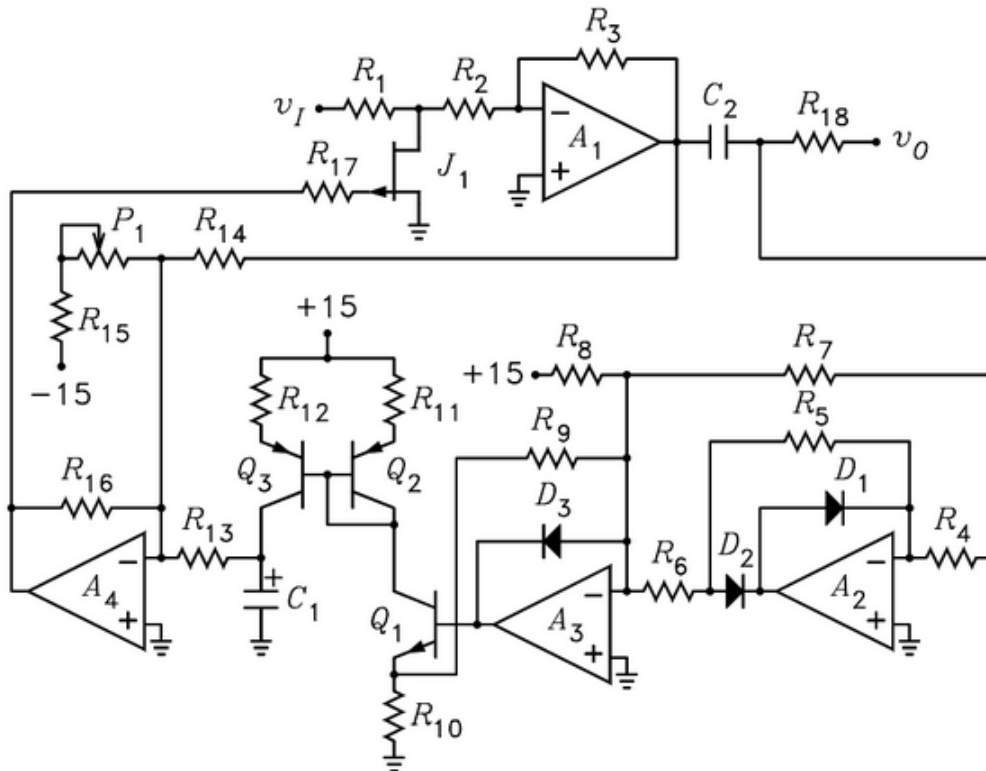 R3
R1 R2
vI
C2 R18
− A1 +
vO
R17 J1
P1 R14
R15
−15
+15
R8 R7
+15
R12 R11
R5
R9
Q3 Q2
D1
R16
D3
R13 R6 D2 R4
− A4 +
+ C1
Q1
− A3 +
− A2 +
R10